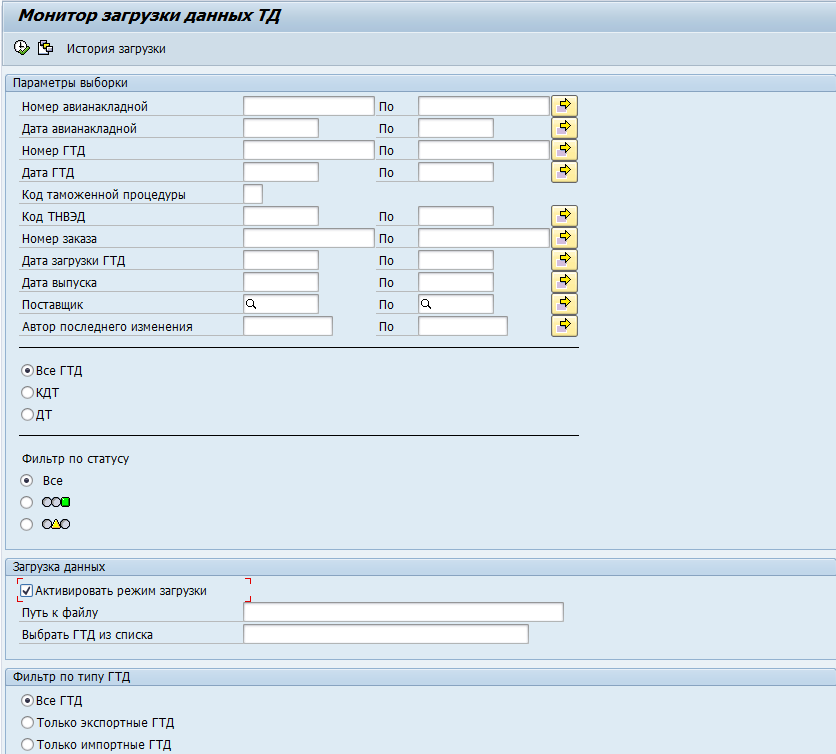 Монитор загрузки данных ТД
История загрузки
Параметры выборки
Номер авианакладной По
Дата авианакладной По
Номер ГТД По
Дата ГТД По
Код таможенной процедуры
Код ТНВЭД По
Номер заказа По
Дата загрузки ГТД По
Дата выпуска По
Поставщик По
Автор последнего изменения По
Все ГТД
КДТ
ДТ
Фильтр по статусу
Все
Загрузка данных
Активировать режим загрузки
Путь к файлу
Выбрать ГТД из списка
Фильтр по типу ГТД
Все ГТД
Только экспортные ГТД
Только импортные ГТД